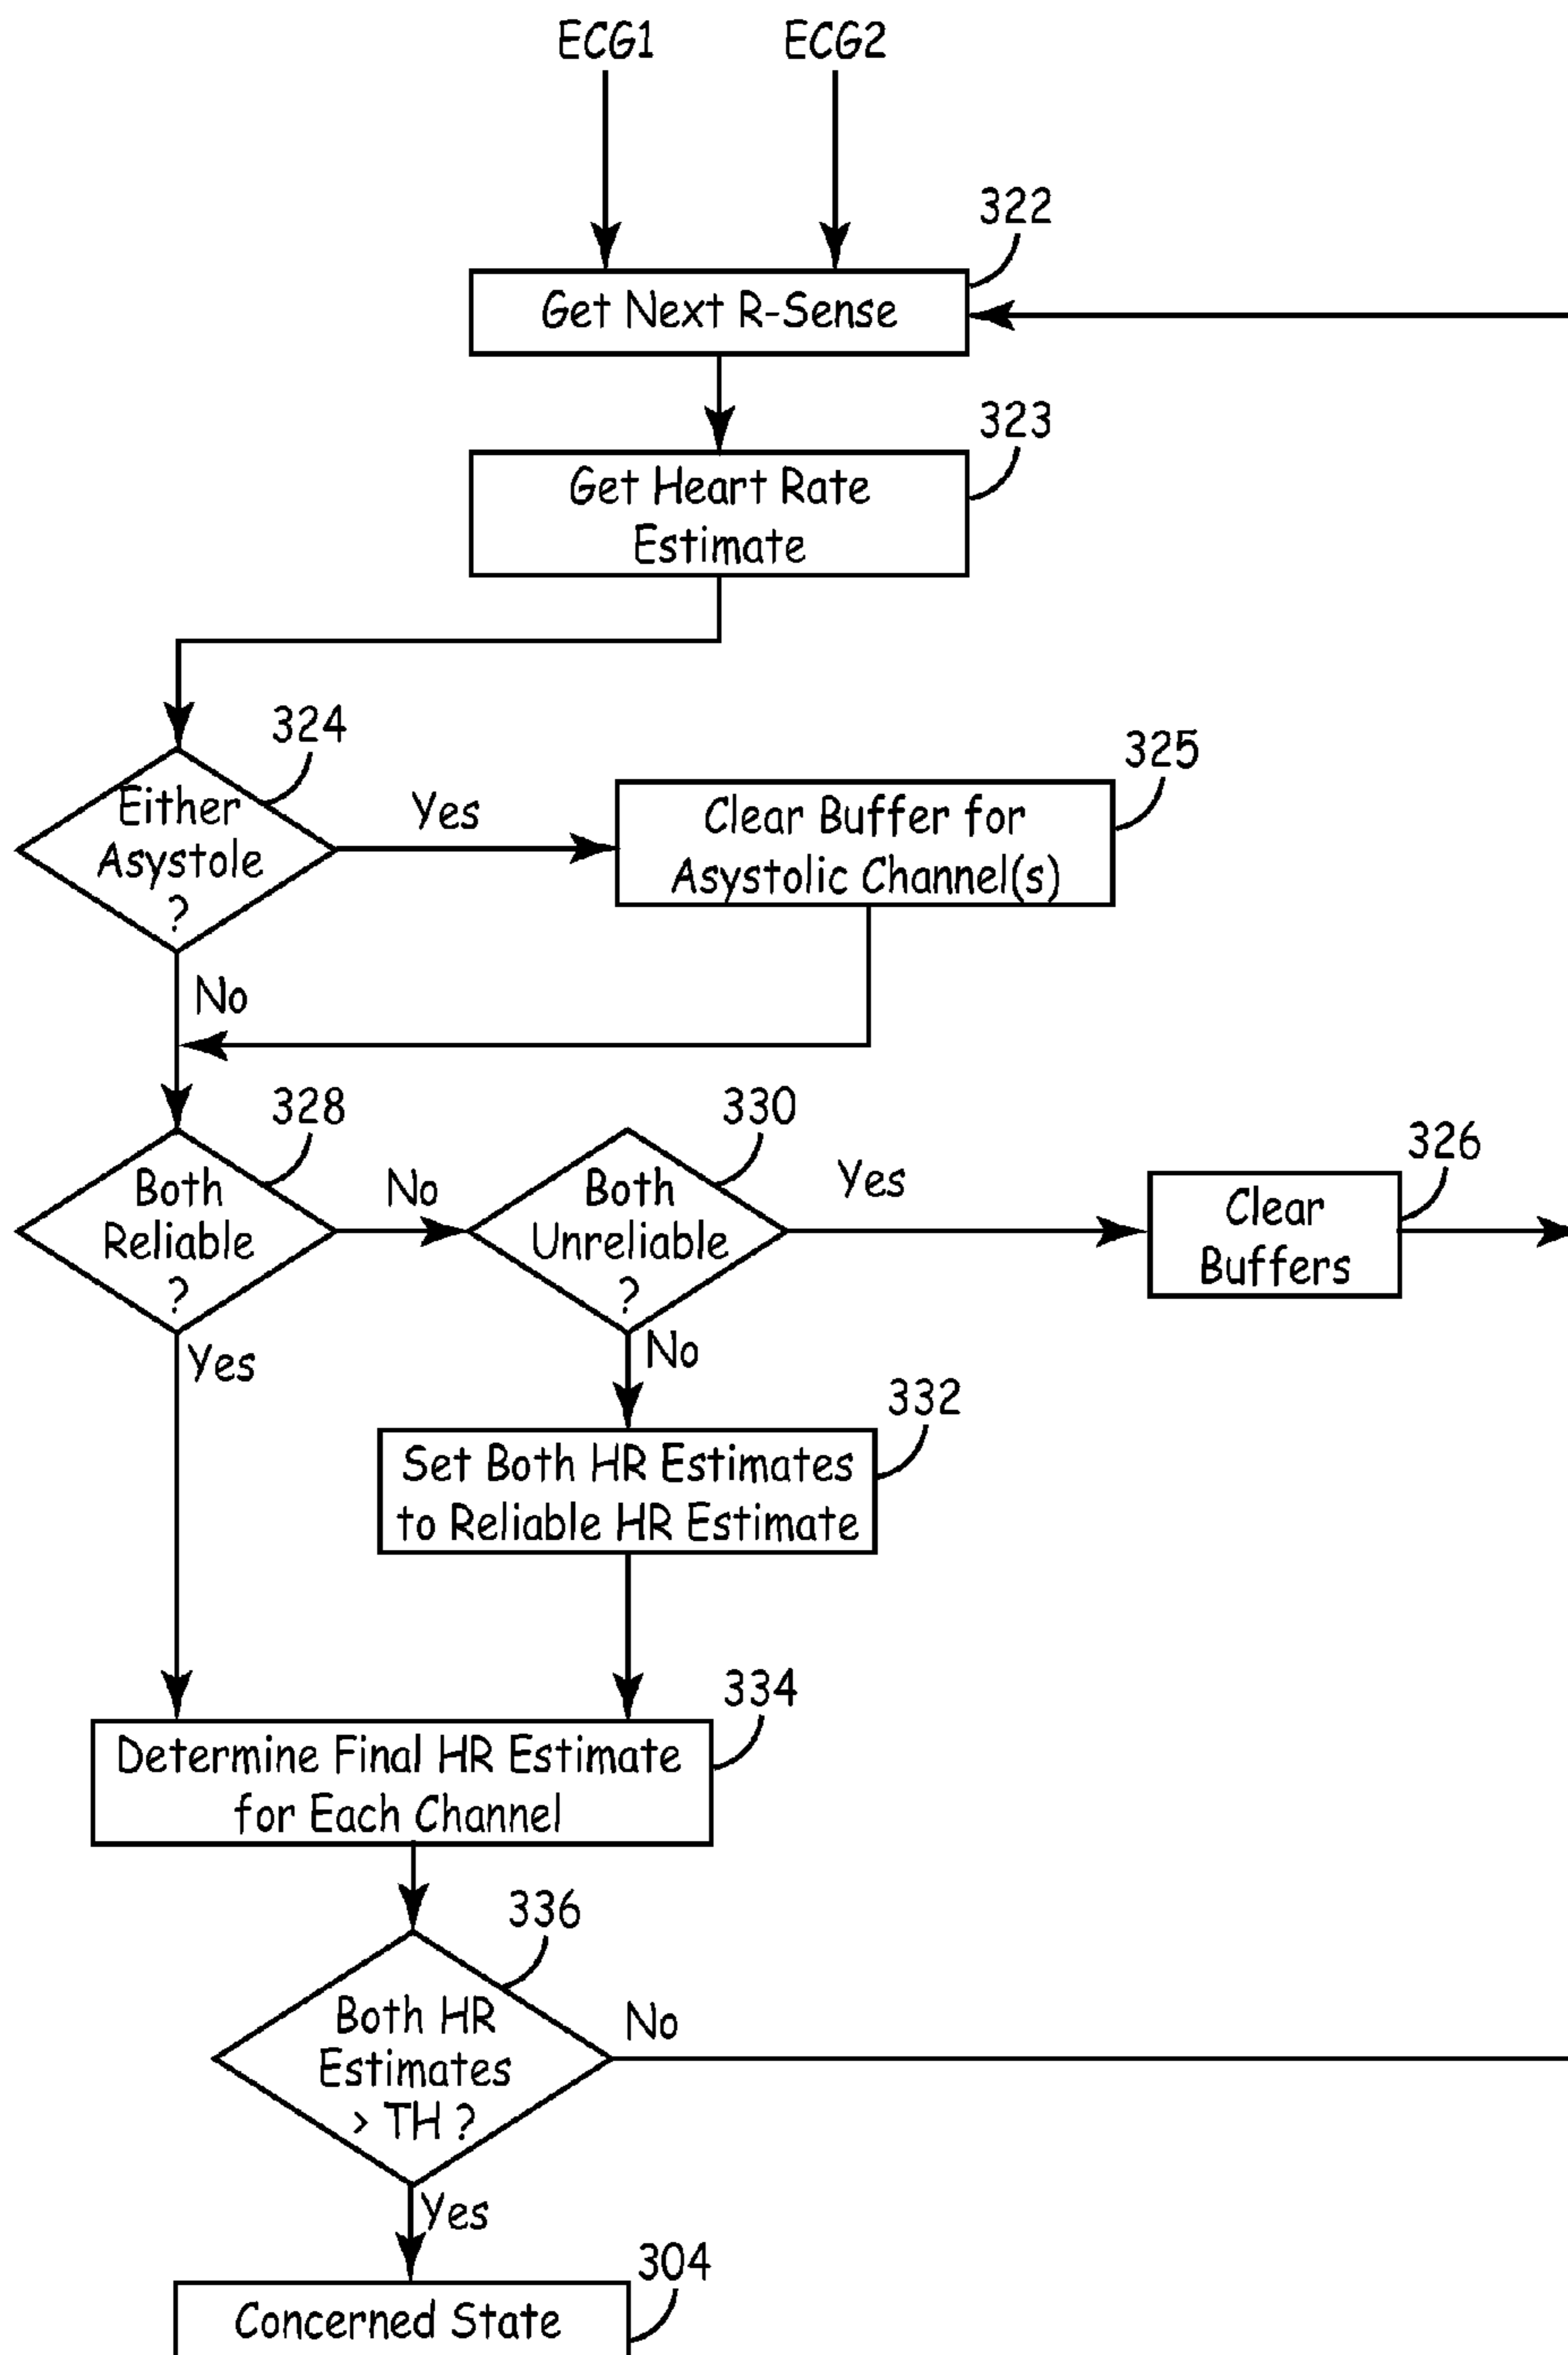 ECG1
ECG2
322
Get Next R-Sense
323
Get Heart Rate
Estimate
324
Either
Asystole
?
Yes
325
Clear Buffer for
Asystolic Channel(s)
No
328
Both
Reliable
?
No
330
Both
Unreliable
?
Yes
326
Clear
Buffers
Yes
No
332
Set Both HR Estimates
to Reliable HR Estimate
334
Determine Final HR Estimate
for Each Channel
336
Both HR
Estimates
> TH ?
No
Yes
304
Concerned State